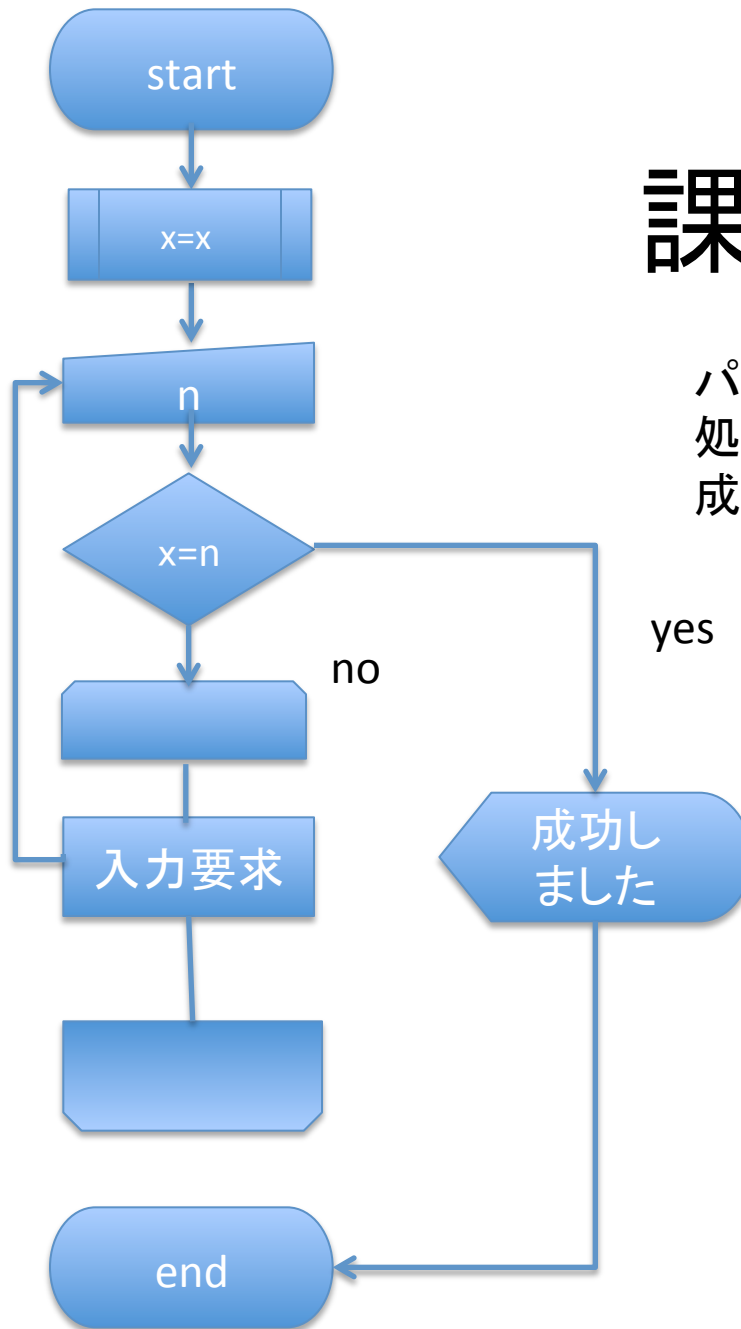 start
課
x=x
パ
処
成
n
x=n
yes
no
成功し
ました
入力要求
end